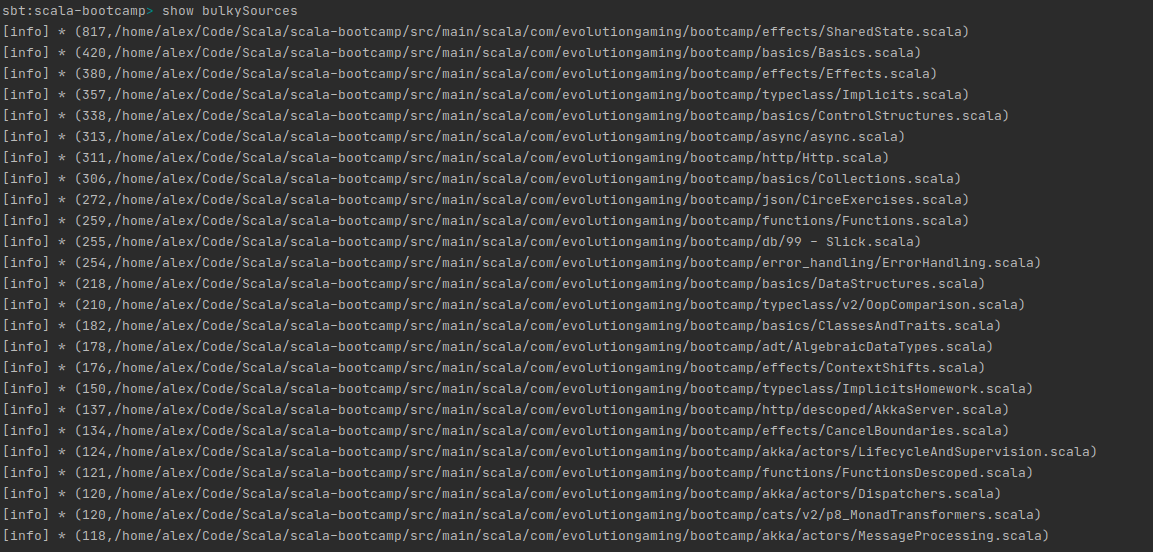 sbt:scala-bootcamp> show bulkySources
[info] * (817,/home/alex/Code/Scala/scala-bootcamp/src/main/scala/com/evolutiongaming/bootcamp/effects/SharedState.scala)
[info] * (420,/home/alex/Code/Scala/scala-bootcamp/src/main/scala/com/evolutiongaming/bootcamp/basics/Basics.scala)
[info] * (380,/home/alex/Code/Scala/scala-bootcamp/src/main/scala/com/evolutiongaming/bootcamp/effects/Effects.scala)
[info] * (357,/home/alex/Code/Scala/scala-bootcamp/src/main/scala/com/evolutiongaming/bootcamp/typeclass/Implicits.scala)
[info] * (338,/home/alex/Code/Scala/scala-bootcamp/src/main/scala/com/evolutiongaming/bootcamp/basics/ControlStructures.scala)
[info] * (313,/home/alex/Code/Scala/scala-bootcamp/src/main/scala/com/evolutiongaming/bootcamp/async/async.scala)
[info] * (311,/home/alex/Code/Scala/scala-bootcamp/src/main/scala/com/evolutiongaming/bootcamp/http/Http.scala)
[info] * (306,/home/alex/Code/Scala/scala-bootcamp/src/main/scala/com/evolutiongaming/bootcamp/basics/Collections.scala)
[info] * (272,/home/alex/Code/Scala/scala-bootcamp/src/main/scala/com/evolutiongaming/bootcamp/json/CirceExercises.scala)
[info] * (259,/home/alex/Code/Scala/scala-bootcamp/src/main/scala/com/evolutiongaming/bootcamp/functions/Functions.scala)
[info] * (255,/home/alex/Code/Scala/scala-bootcamp/src/main/scala/com/evolutiongaming/bootcamp/db/99 - Slick.scala)
[info] * (254,/home/alex/Code/Scala/scala-bootcamp/src/main/scala/com/evolutiongaming/bootcamp/error_handling/ErrorHandling.scala)
[info] * (218,/home/alex/Code/Scala/scala-bootcamp/src/main/scala/com/evolutiongaming/bootcamp/basics/DataStructures.scala)
[info] * (210,/home/alex/Code/Scala/scala-bootcamp/src/main/scala/com/evolutiongaming/bootcamp/typeclass/v2/OopComparison.scala)
[info] * (182,/home/alex/Code/Scala/scala-bootcamp/src/main/scala/com/evolutiongaming/bootcamp/basics/ClassesAndTraits.scala)
[info] * (178,/home/alex/Code/Scala/scala-bootcamp/src/main/scala/com/evolutiongaming/bootcamp/adt/AlgebraicDataTypes.scala)
[info] * (176,/home/alex/Code/Scala/scala-bootcamp/src/main/scala/com/evolutiongaming/bootcamp/effects/ContextShifts.scala)
[info] * (150,/home/alex/Code/Scala/scala-bootcamp/src/main/scala/com/evolutiongaming/bootcamp/typeclass/ImplicitsHomework.scala)
[info] * (137,/home/alex/Code/Scala/scala-bootcamp/src/main/scala/com/evolutiongaming/bootcamp/http/descoped/AkkaServer.scala)
[info] * (134,/home/alex/Code/Scala/scala-bootcamp/src/main/scala/com/evolutiongaming/bootcamp/effects/CancelBoundaries.scala)
[info] * (124,/home/alex/Code/Scala/scala-bootcamp/src/main/scala/com/evolutiongaming/bootcamp/akka/actors/LifecycleAndSupervision.scala)
[info] * (121,/home/alex/Code/Scala/scala-bootcamp/src/main/scala/com/evolutiongaming/bootcamp/functions/FunctionsDescoped.scala)
[info] * (120,/home/alex/Code/Scala/scala-bootcamp/src/main/scala/com/evolutiongaming/bootcamp/akka/actors/Dispatchers.scala)
[info] * (120,/home/alex/Code/Scala/scala-bootcamp/src/main/scala/com/evolutiongaming/bootcamp/cats/v2/p8_MonadTransformers.scala)
[info] * (118,/home/alex/Code/Scala/scala-bootcamp/src/main/scala/com/evolutiongaming/bootcamp/akka/actors/MessageProcessing.scala)